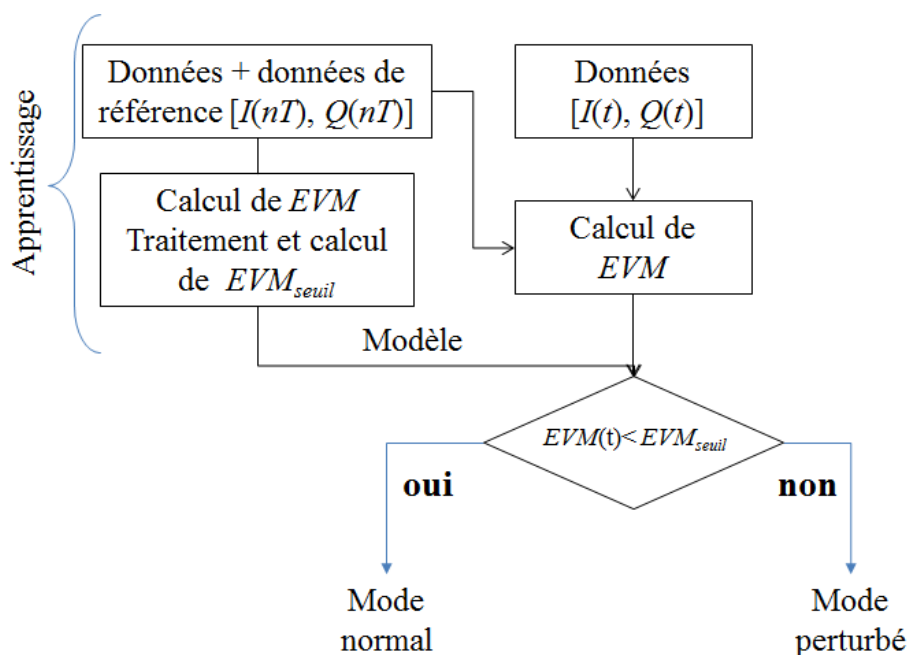 Apprentissage
Données + données de
référence [I(nT), Q(nT)]
Données
[I(t), Q(t)]
Calcul de EVM
Traitement et calcul
de EVMseuil
Calcul de
EVM
Modèle
EVM(t)< EVMseuil
oui
non
Mode
normal
Mode
perturbé